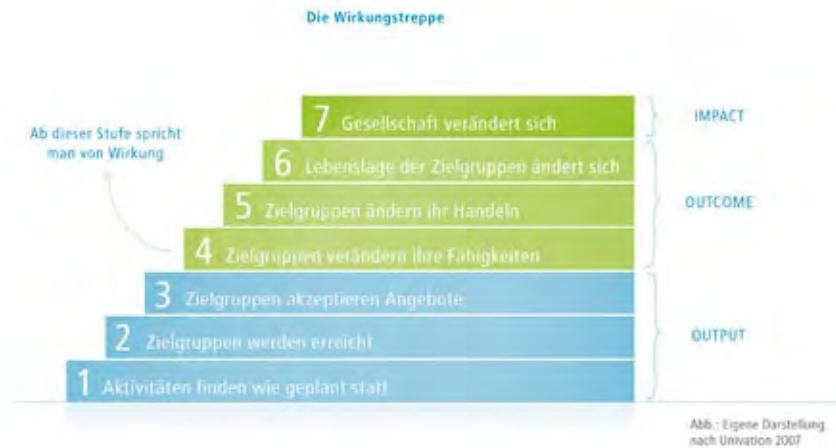 Die Wirkungstreppe
Ab dieser Stufe spricht
man von Wirkung
7 Gesellschaft verändert sich
6 Lebenslage der Zielgruppen ändert sich
5 Zielgruppen ändern ihr Handeln
4 Zielgruppen verändern ihre Fähigkeiten
3 Zielgruppen akzeptieren Angebote
2 Zielgruppen werden erreicht
1 Aktivitäten finden wie geplant statt
IMPACT
OUTCOME
OUTPUT
Abb.: Eigene Darstellung
nach Univation 2007